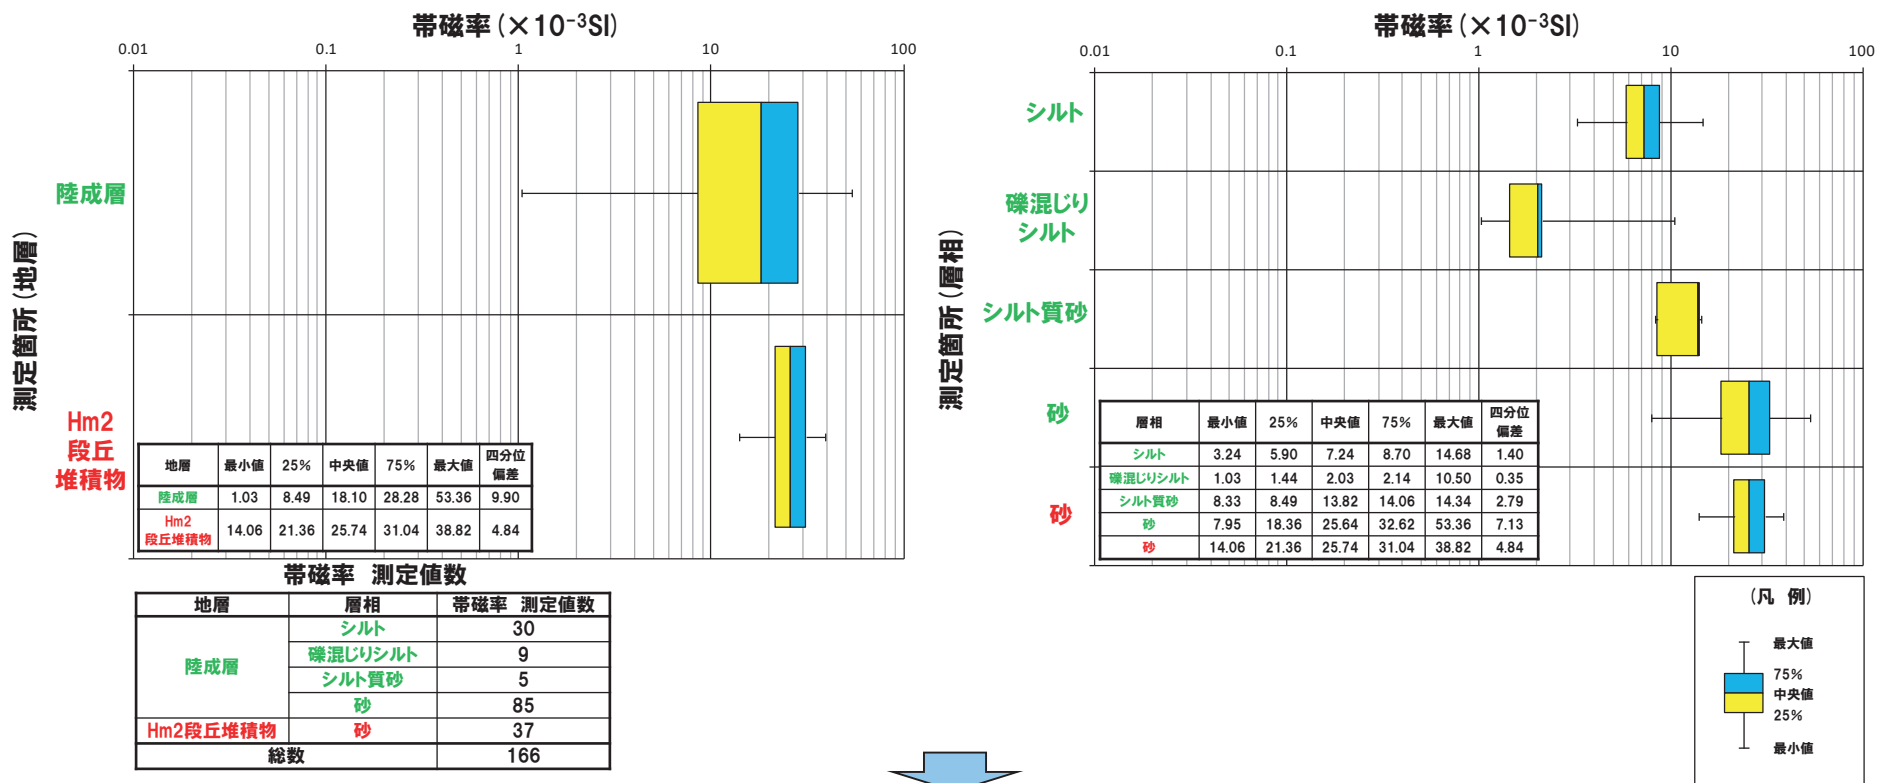 帯磁率(×10⁻³SI)
0.01 0.1 1 10 100
測定箇所(地層)
陸成層
Hm2
段丘
堆積物
地層 最小値 25% 中央値 75% 最大値 四分位
偏差
陸成層 1.03 8.49 18.10 28.28 53.36 9.90
Hm2
段丘堆積物 14.06 21.36 25.74 31.04 38.82 4.84
帯磁率 測定値数
地層 層相 帯磁率 測定値数
陸成層 シルト 30
礫混じりシルト 9
シルト質砂 5
砂 85
Hm2段丘堆積物 砂 37
総数 166
帯磁率(×10⁻³SI)
0.01 0.1 1 10 100
測定箇所(層相)
シルト
礫混じり
シルト
シルト質砂
砂
砂
層相 最小値 25% 中央値 75% 最大値 四分位
偏差
シルト 3.24 5.90 7.24 8.70 14.68 1.40
礫混じりシルト 1.03 1.44 2.03 2.14 10.50 0.35
シルト質砂 8.33 8.49 13.82 14.06 14.34 2.79
砂 7.95 18.36 25.64 32.62 53.36 7.13
砂 14.06 21.36 25.74 31.04 38.82 4.84
(凡 例)
最大値
75%
中央値
25%
最小値